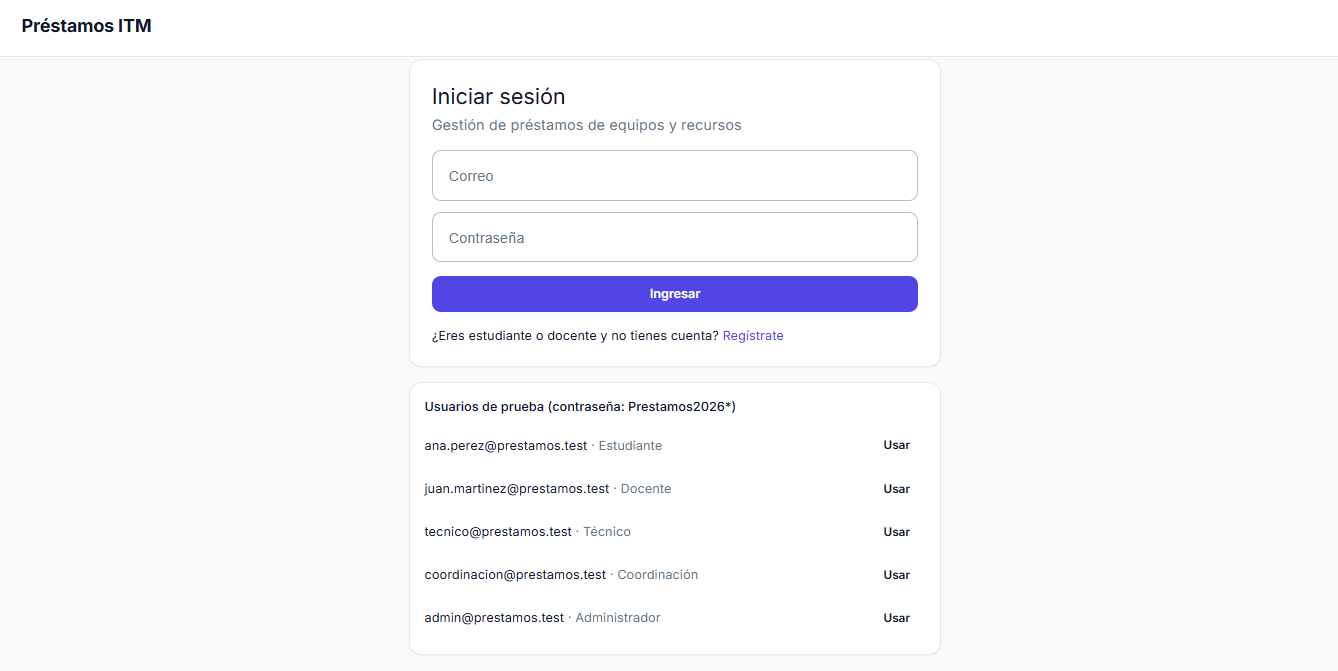 Préstamos ITM
Iniciar sesión
Gestión de préstamos de equipos y recursos
Correo
Contraseña
Ingresar
¿Eres estudiante o docente y no tienes cuenta? Regístrate
Usuarios de prueba (contraseña: Prestamos2026*)
ana.perez@prestamos.test · Estudiante Usar
juan.martinez@prestamos.test · Docente Usar
tecnico@prestamos.test · Técnico Usar
coordinacion@prestamos.test · Coordinación Usar
admin@prestamos.test · Administrador Usar